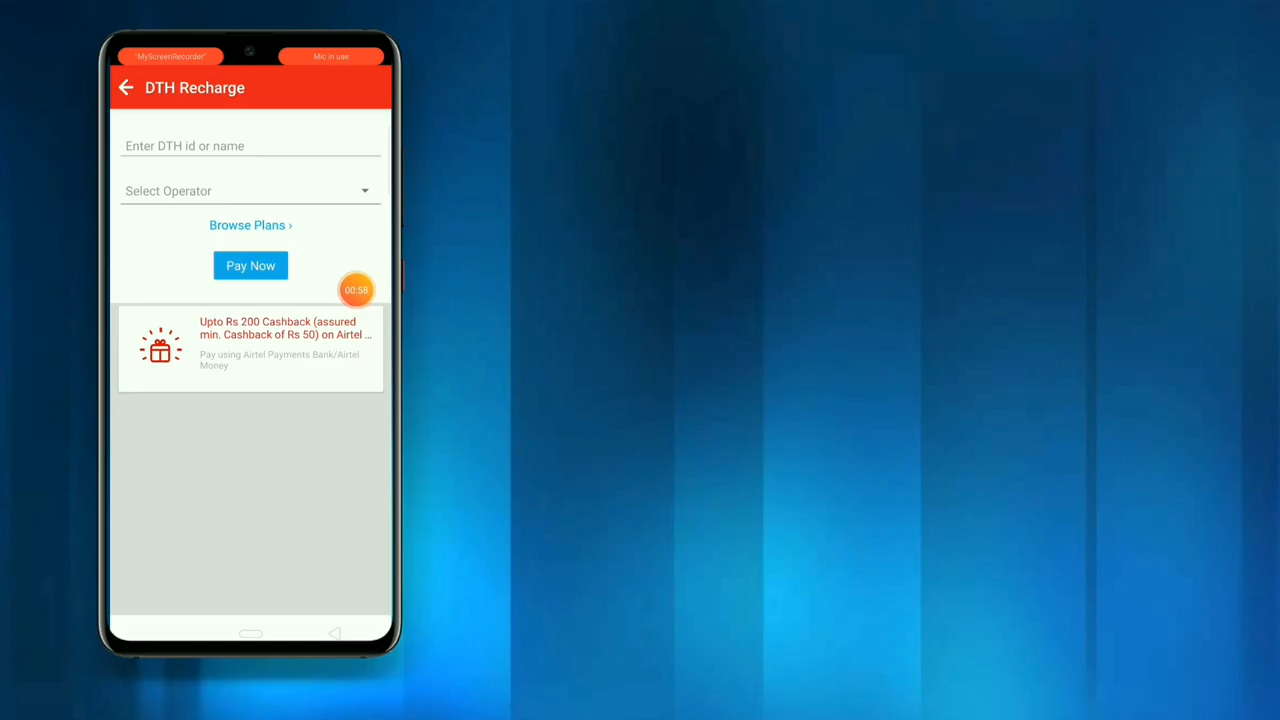 "MyScreenRecorder"
Mic in use
DTH Recharge
Enter DTH id or name
Select Operator
Browse Plans ›
Pay Now
00:58
Upto Rs 200 Cashback (assured
min. Cashback of Rs 50) on Airtel ...
Pay using Airtel Payments Bank/Airtel
Money